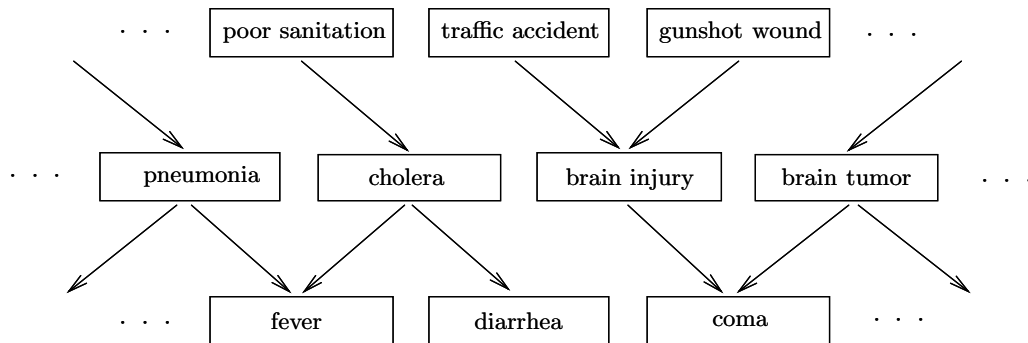 . . . poor sanitation traffic accident gunshot wound . . .
. . . pneumonia cholera brain injury brain tumor . . .
. . . fever diarrhea coma . . .